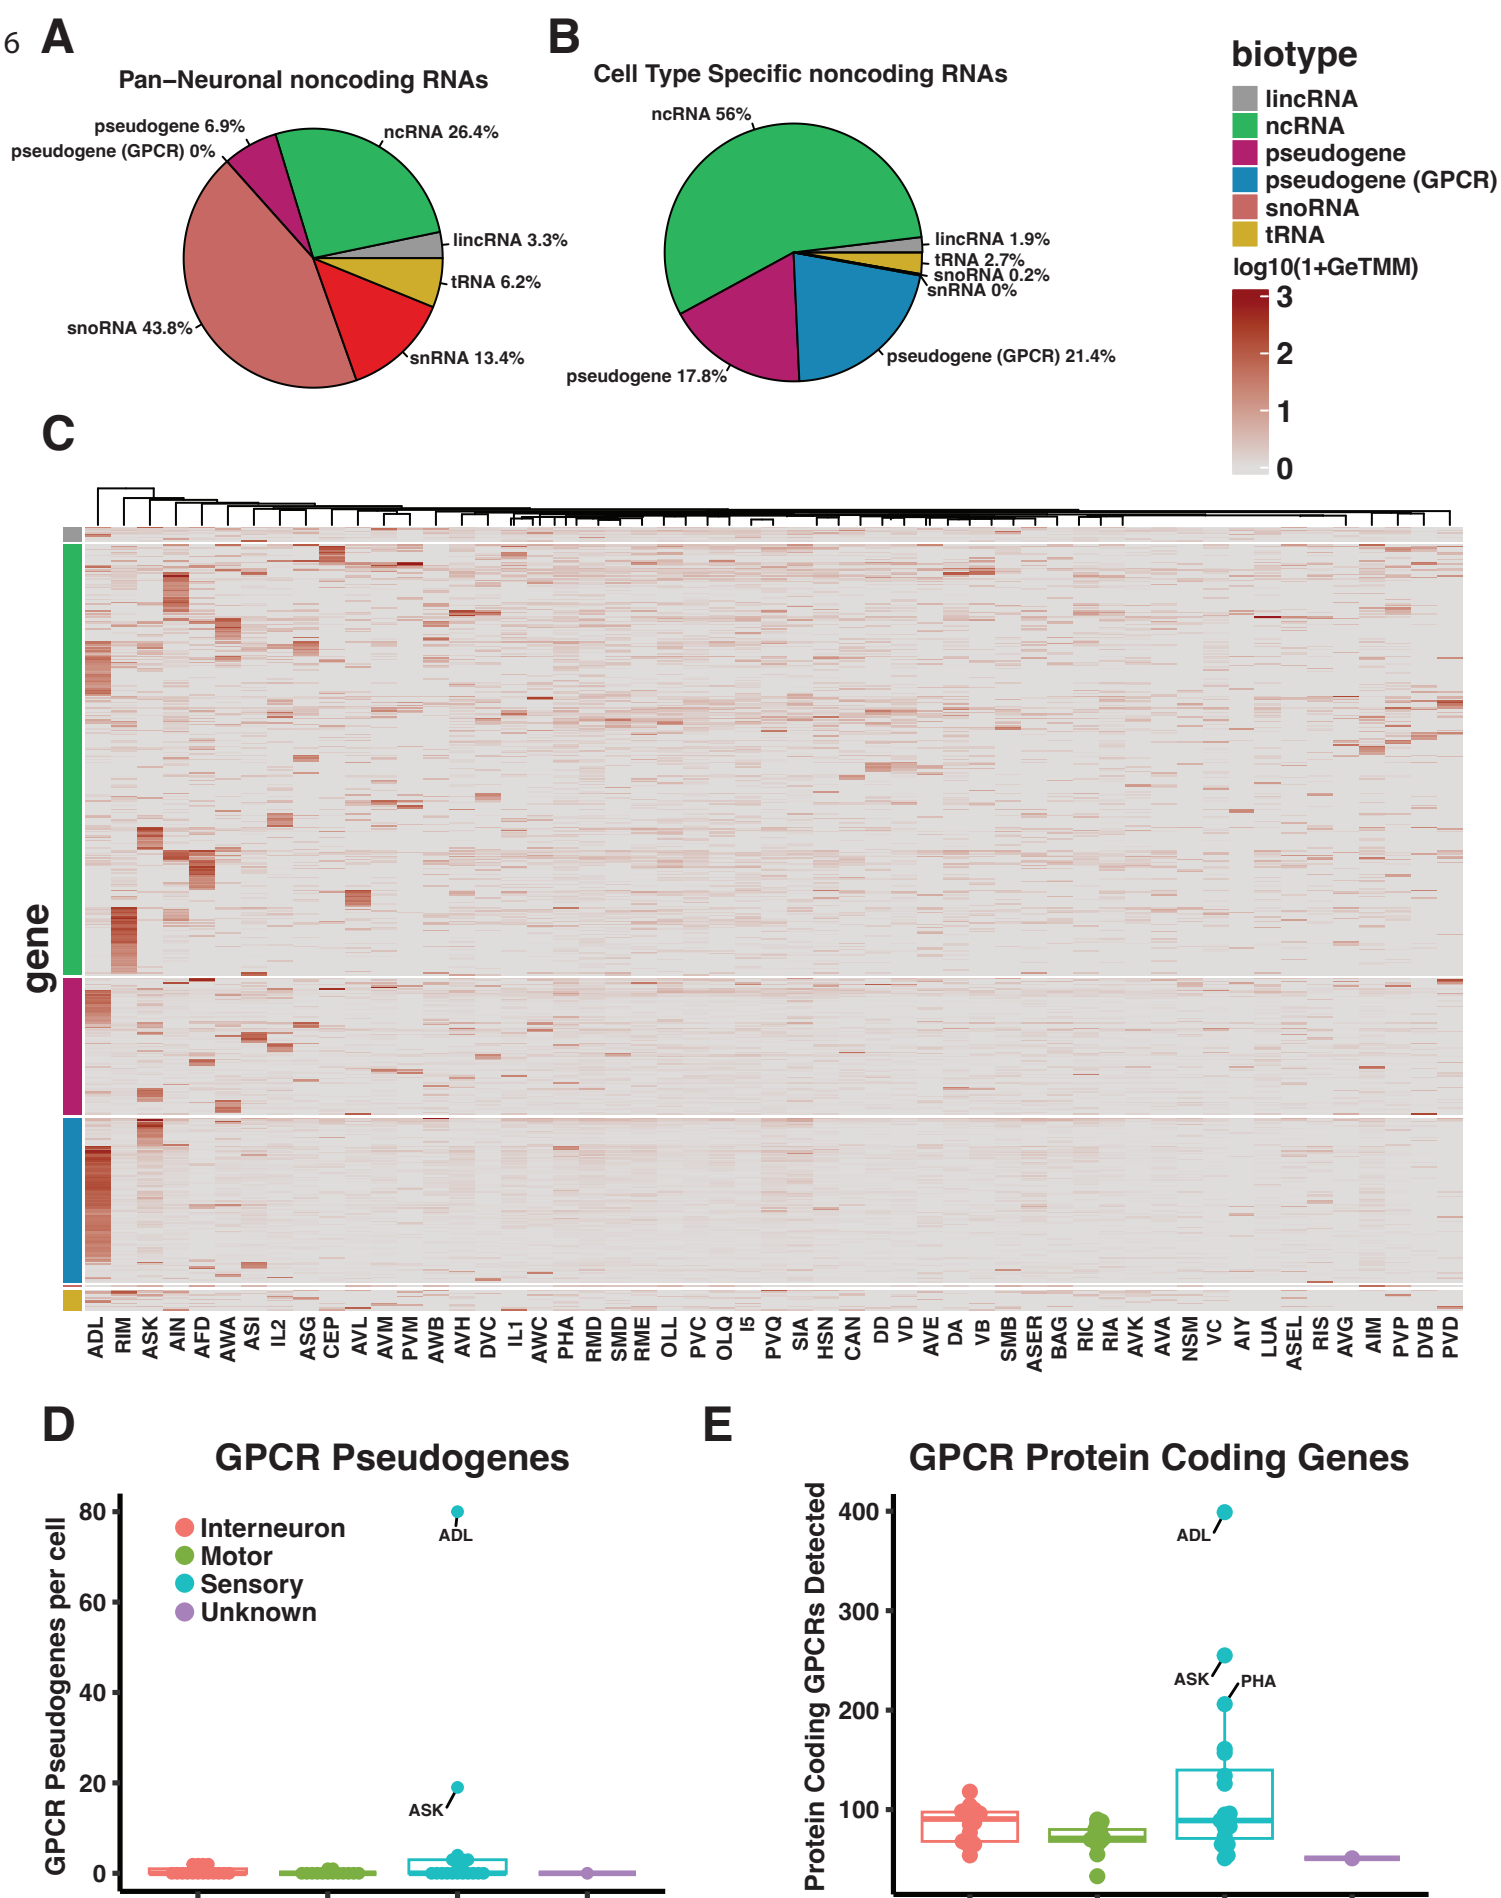 6
A
Pan-Neuronal noncoding RNAs
pseudogene 6.9%
pseudogene (GPCR) 0%
ncRNA 26.4%
lincRNA 3.3%
tRNA 6.2%
snoRNA 43.8%
snRNA 13.4%
B
Cell Type Specific noncoding RNAs
ncRNA 56%
lincRNA 1.9%
tRNA 2.7%
snoRNA 0.2%
snRNA 0%
pseudogene (GPCR) 21.4%
pseudogene 17.8%
biotype
lincRNA
ncRNA
pseudogene
pseudogene (GPCR)
snoRNA
tRNA
log10(1+GeTMM)
3
2
1
0
C
gene
ADL
RIM
ASK
AIN
AFD
AWA
ASI
IL2
ASG
CEP
AVL
AVM
PVM
AWB
AVH
DVC
IL1
AWC
PHA
RMD
SMD
RME
OLL
PVC
OLQ
I5
PVQ
SIA
HSN
CAN
DD
VD
AVE
DA
VB
SMB
ASER
BAG
RIC
RIA
AVK
AVA
NSM
VC
AIY
LUA
ASEL
RIS
AVG
AIM
PVP
DVB
PVD
D
GPCR Pseudogenes
GPCR Pseudogenes per cell
80
60
40
20
0
Interneuron
Motor
Sensory
Unknown
ADL
ASK
E
GPCR Protein Coding Genes
Protein Coding GPCRs Detected
400
300
200
100
ADL
ASK
PHA